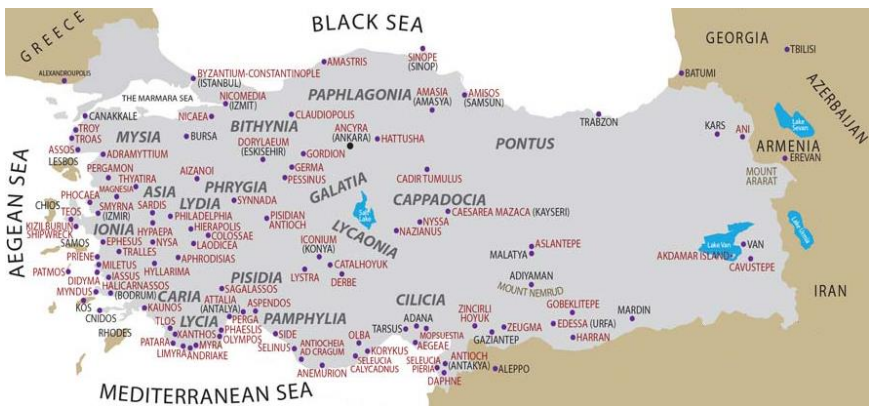 BLACK SEA
GREECE
GEORGIA
TBILISI
BATUMI
AZERBAIJAN
ALEXANDROUPOLIS
AMASTRIS
SINOPE
(SINOP)
BYZANTIUM-CONSTANTINOPLE
(ISTANBUL)
NICOMEDIA
(IZMIT)
THE MARMARA SEA
PAPHLAGONIA
AMASIA
(AMASYA)
AMISOS
(SAMSUN)
CANAKKALE
NICAEA
CLAUDIOPOLIS
TRABZON
Lake
Sevan
TROY
TROAS
MYSIA
BURSA
BITHYNIA
ANCYRA
(ANKARA)
HATTUSHA
PONTUS
KARS
ANI
ARMENIA
EREVAN
ASSOS
LESBOS
ADRAMYTTIUM
DORYLAEUM
(ESKISEHIR)
GORDION
MOUNT
ARARAT
PERGAMON
AIZANOI
GERMA
PESSINUS
CADIR TUMULUS
THYATIRA
MAGNESIA
ASIA
PHRYGIA
GALATIA
CAPPADOCIA
AEGEAN SEA
CHIOS
PHOCAEA
TEOS
SMYRNA
(IZMIR)
SARDIS
LYDIA
SYNNADA
Salt
Lake
CAESAREA MAZACA (KAYSERI)
PHILADELPHIA
PISIDIAN
ANTIOCH
NYSSA
NAZIANUS
KIZILBURUN
SHIPWRECK
IONIA
HYPAEPA
HIERAPOLIS
COLOSSAE
LAODICEA
LYCAONIA
Lake Urmia
SAMOS
EPHESUS
NYSA
ICONIUM
(KONYA)
ASLANTEPE
MALATYA
Lake Van
VAN
PRIENE
TRALLES
APHRODISIAS
CATALHOYUK
AKDAMAR ISLAND
CAVUSTEPE
PATMOS
MILETUS
HYLLARIMA
LYSTRA
DERBE
DIDYMA
IASSUS
PISIDIA
ADIYAMAN
MOUNT NEMRUD
IRAN
MYNDUS
HALICARNASSUS
(BODRUM)
SAGALASSOS
CARIA
ATTALIA
(ANTALYA)
ASPENDOS
CILICIA
ZINCIRLI
HOYUK
GOBEKLITEPE
MARDIN
KOS
KAUNOS
PERGA
PAMPHYLIA
CNIDOS
TLOS
LYCIA
PHAESLIS
OLYMPOS
SIDE
OLBA
TARSUS
ADANA
MOPSUESTIA
ZEUGMA
EDESSA (URFA)
RHODES
XANTHOS
PATARA
MYRA
LIMYRA
ANDRIAKE
SELINUS
ANTIOCHEIA
AD CRAGUM
KORYKUS
AEGEAE
GAZIANTEP
HARRAN
SELEUCIA
CALYCADNUS
SELEUCIA
PIERIA
ANTIOCH
(ANTAKYA)
ALEPPO
ANEMURION
DAPHNE
MEDITERRANEAN SEA